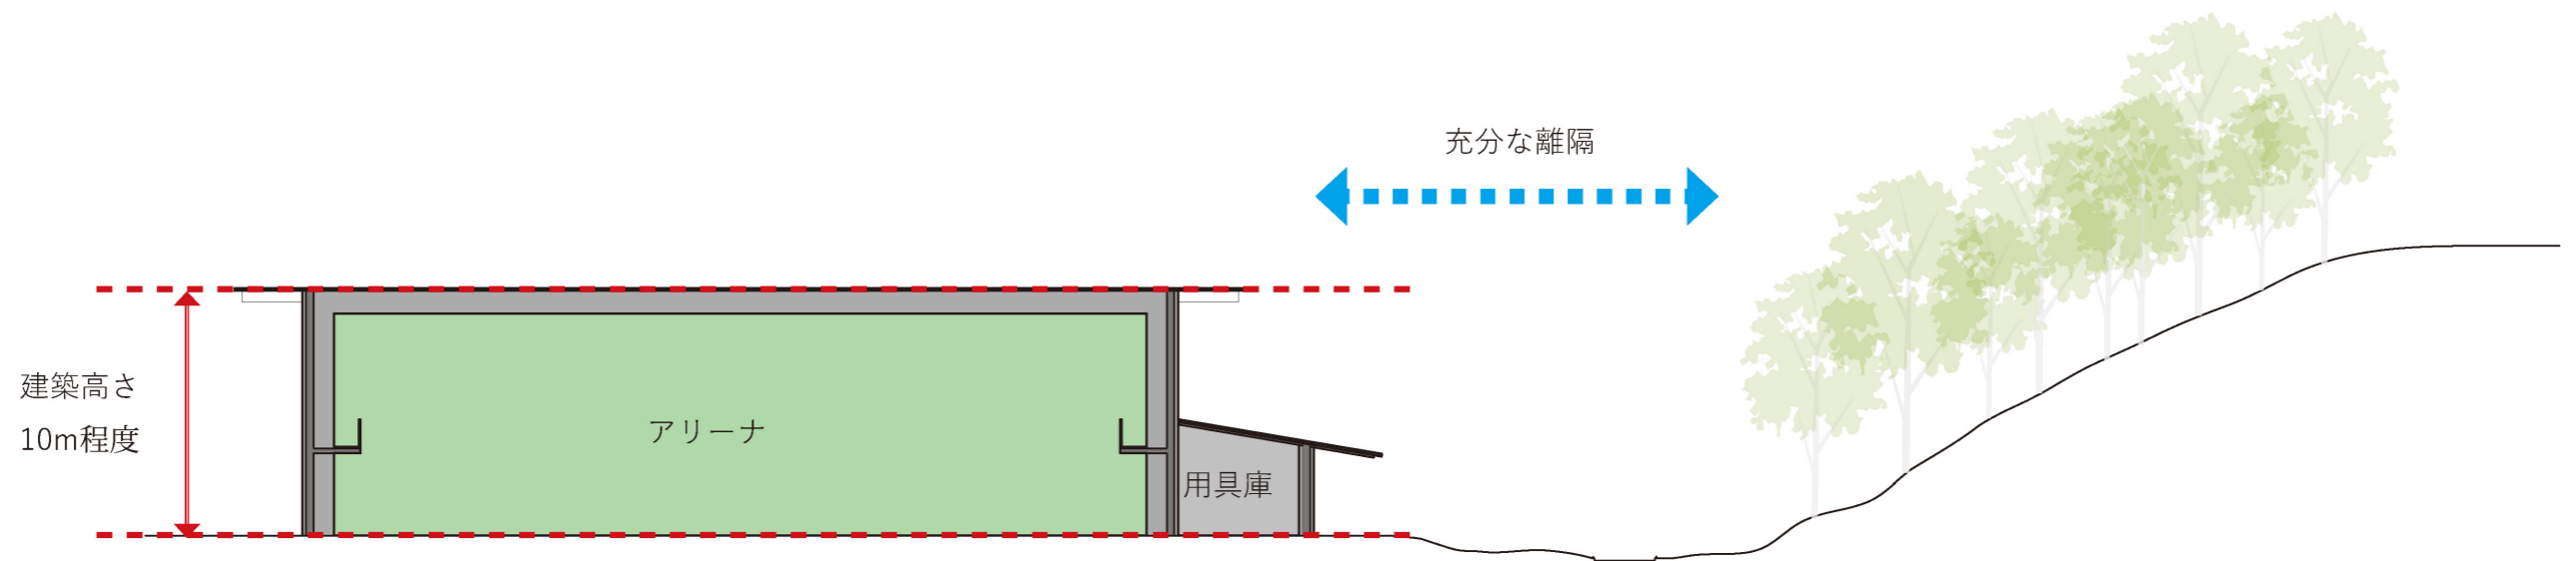 充分な離隔
建築高さ
10m程度
アリーナ
用具庫